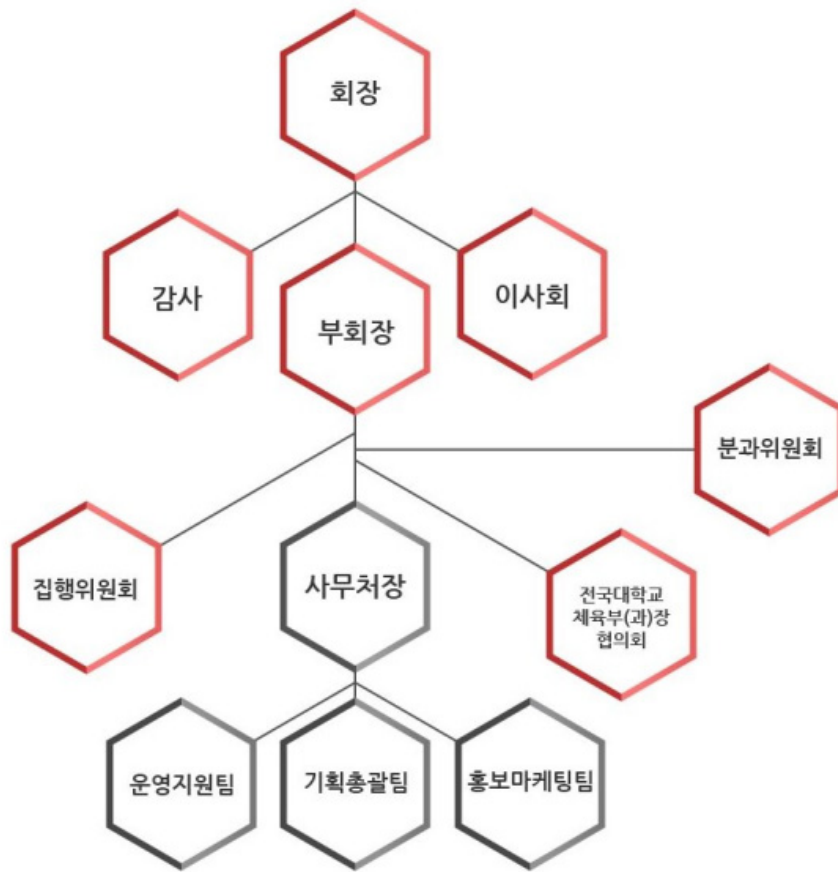 회장
감사
부회장
이사회
분과위원회
집행위원회
사무처장
전국대학교
체육부(과)장
협의회
운영지원팀
기획총괄팀
홍보마케팅팀